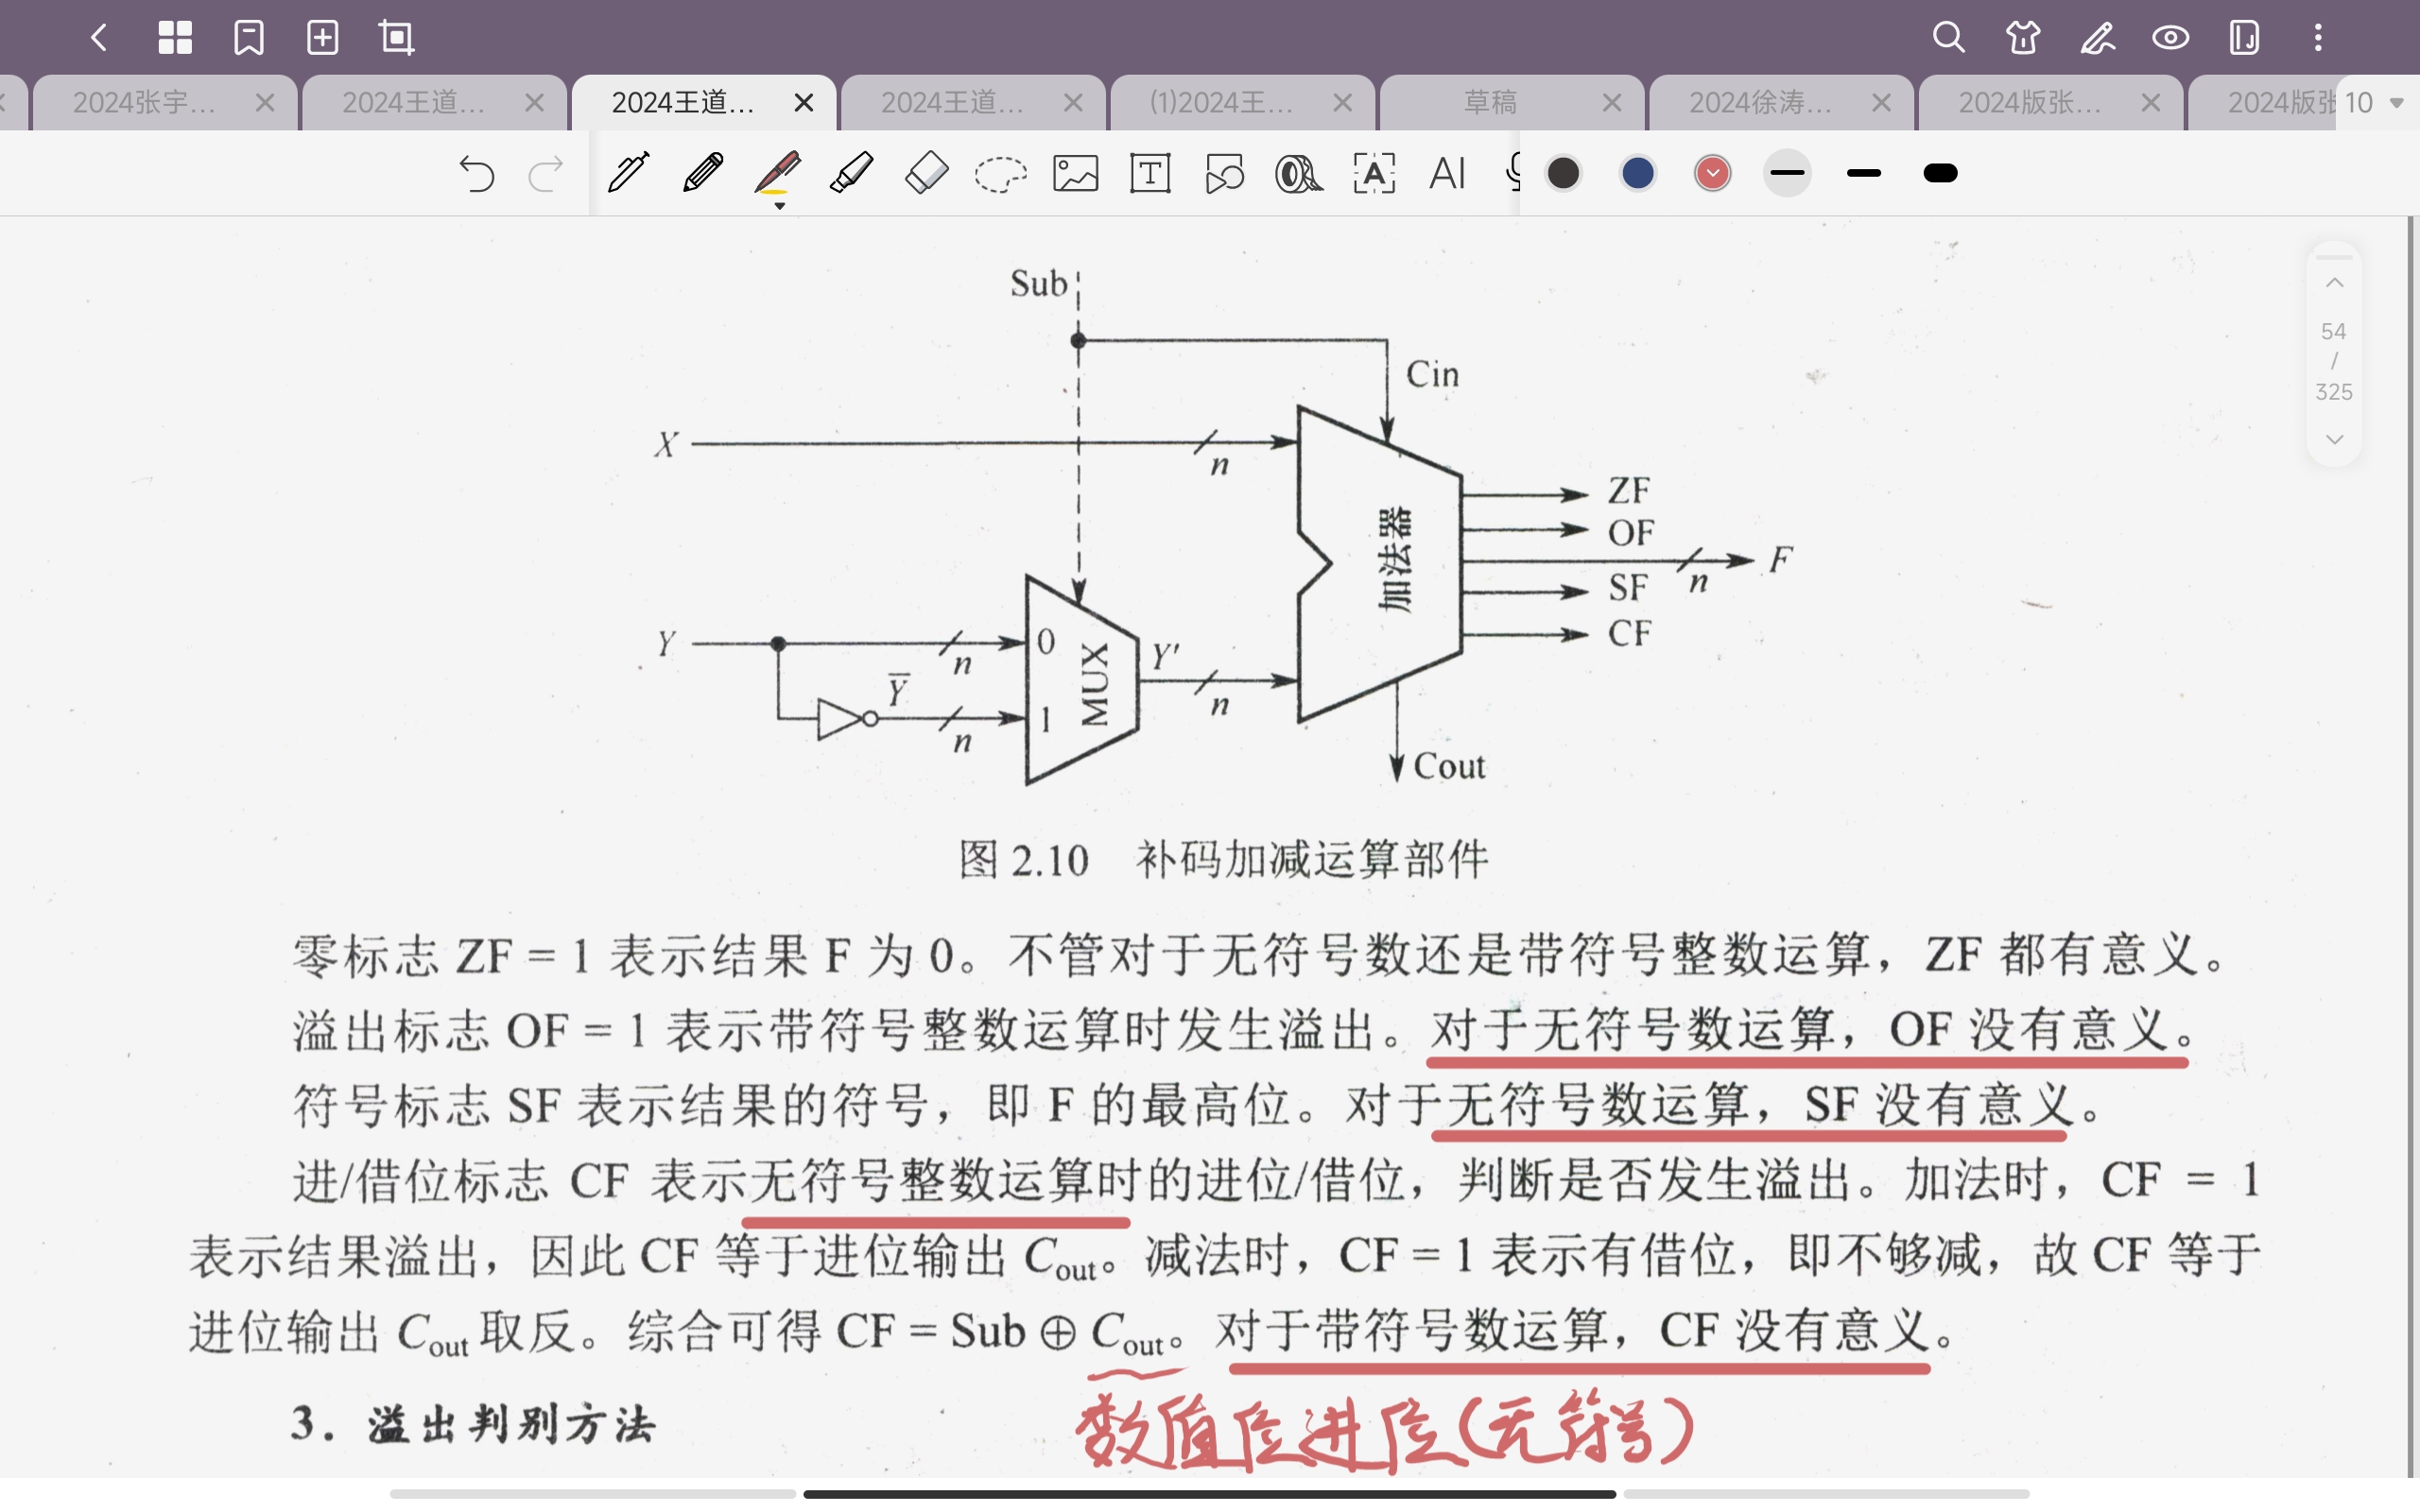 2024张宇...
2024王道...
2024王道...
2024王道...
(1)2024王...
草稿
2024徐涛...
2024版张...
2024版张
10
T
A
AI
54
/
325
Sub
Cin
X
n
ZF
OF
F
n
SF
CF
加法器
Y
n
0
MUX
Y′
n
Y̅
n
1
Cout
图 2.10 补码加减运算部件
零标志 ZF = 1 表示结果 F 为 0。不管对于无符号数还是带符号整数运算，ZF 都有意义。
溢出标志 OF = 1 表示带符号整数运算时发生溢出。对于无符号数运算，OF 没有意义。
符号标志 SF 表示结果的符号，即 F 的最高位。对于无符号数运算，SF 没有意义。
进/借位标志 CF 表示无符号整数运算时的进位/借位，判断是否发生溢出。加法时，CF = 1
表示结果溢出，因此 CF 等于进位输出 Cout。减法时，CF = 1 表示有借位，即不够减，故 CF 等于
进位输出 Cout 取反。综合可得 CF = Sub ⊕ Cout。对于带符号数运算，CF 没有意义。
3. 溢出判别方法
数值位进位(无符号)